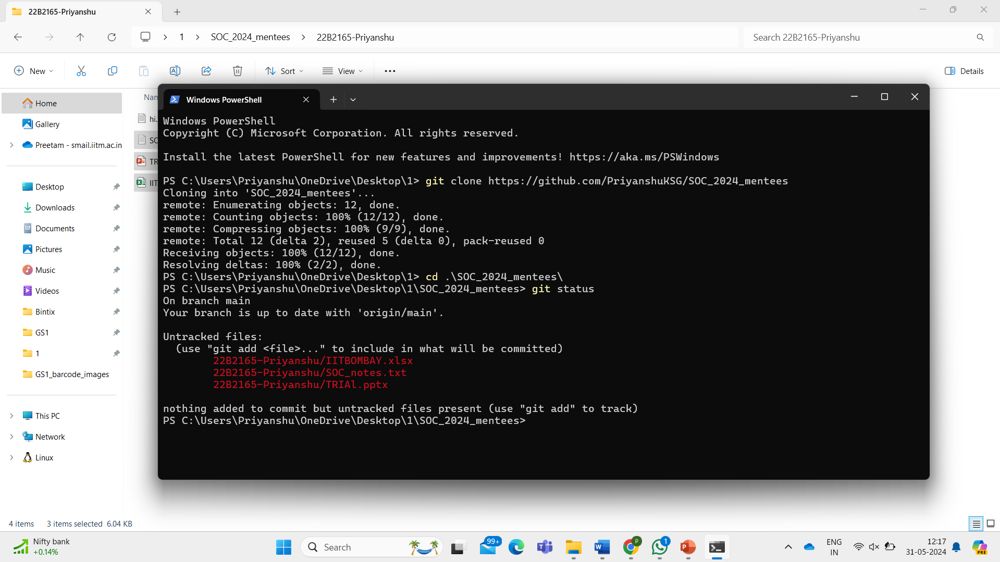 22B2165-Priyanshu
1
SOC_2024_mentees
22B2165-Priyanshu
Search 22B2165-Priyanshu
New
Sort
View
Details
Home
Gallery
Preetam - smail.iitm.ac.in
Desktop
Downloads
Documents
Pictures
Music
Videos
Bintix
GS1
1
GS1_barcode_images
This PC
Network
Linux
Nam
hi.
SC
TR
IIT
Windows PowerShell
Windows PowerShell
Copyright (C) Microsoft Corporation. All rights reserved.
Install the latest PowerShell for new features and improvements! https://aka.ms/PSWindows
PS C:\Users\Priyanshu\OneDrive\Desktop\1> git clone https://github.com/PriyanshuKSG/SOC_2024_mentees
Cloning into 'SOC_2024_mentees'...
remote: Enumerating objects: 12, done.
remote: Counting objects: 100% (12/12), done.
remote: Compressing objects: 100% (9/9), done.
remote: Total 12 (delta 2), reused 5 (delta 0), pack-reused 0
Receiving objects: 100% (12/12), done.
Resolving deltas: 100% (2/2), done.
PS C:\Users\Priyanshu\OneDrive\Desktop\1> cd .\SOC_2024_mentees\
PS C:\Users\Priyanshu\OneDrive\Desktop\1\SOC_2024_mentees> git status
On branch main
Your branch is up to date with 'origin/main'.
Untracked files:
(use "git add <file>..." to include in what will be committed)
22B2165-Priyanshu/IITBOMBAY.xlsx
22B2165-Priyanshu/SOC_notes.txt
22B2165-Priyanshu/TRIAl.pptx
nothing added to commit but untracked files present (use "git add" to track)
PS C:\Users\Priyanshu\OneDrive\Desktop\1\SOC_2024_mentees>
4 items
3 items selected 6.04 KB
Nifty bank
+0.14%
Search
99+
P
1
ENG
IN
12:17
31-05-2024
PRE